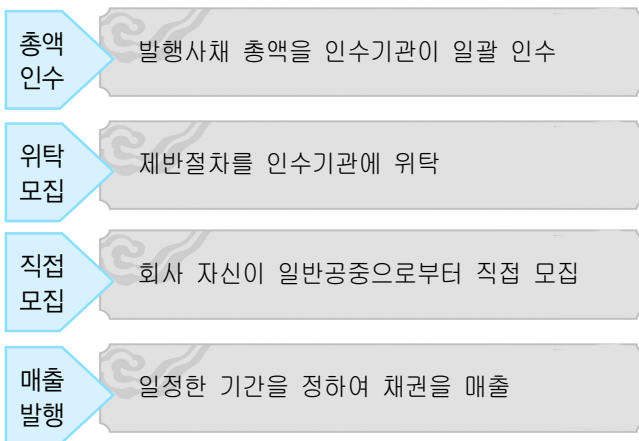 총액
인수
발행사채 총액을 인수기관이 일괄 인수
위탁
모집
제반절차를 인수기관에 위탁
직접
모집
회사 자신이 일반공중으로부터 직접 모집
매출
발행
일정한 기간을 정하여 채권을 매출